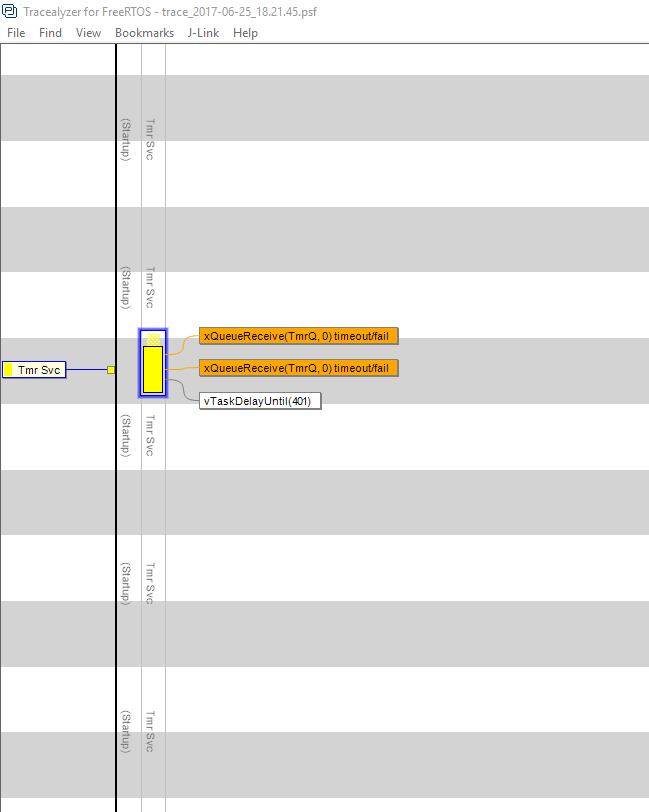 Tracealyzer for FreeRTOS - trace_2017-06-25_18.21.45.psf
File Find View Bookmarks J-Link Help
(Startup) Tmr Svc
(Startup) Tmr Svc
xQueueReceive(TmrQ, 0) timeout/fail
Tmr Svc
xQueueReceive(TmrQ, 0) timeout/fail
vTaskDelayUntil(401)
(Startup) Tmr Svc
(Startup) Tmr Svc
(Startup) Tmr Svc